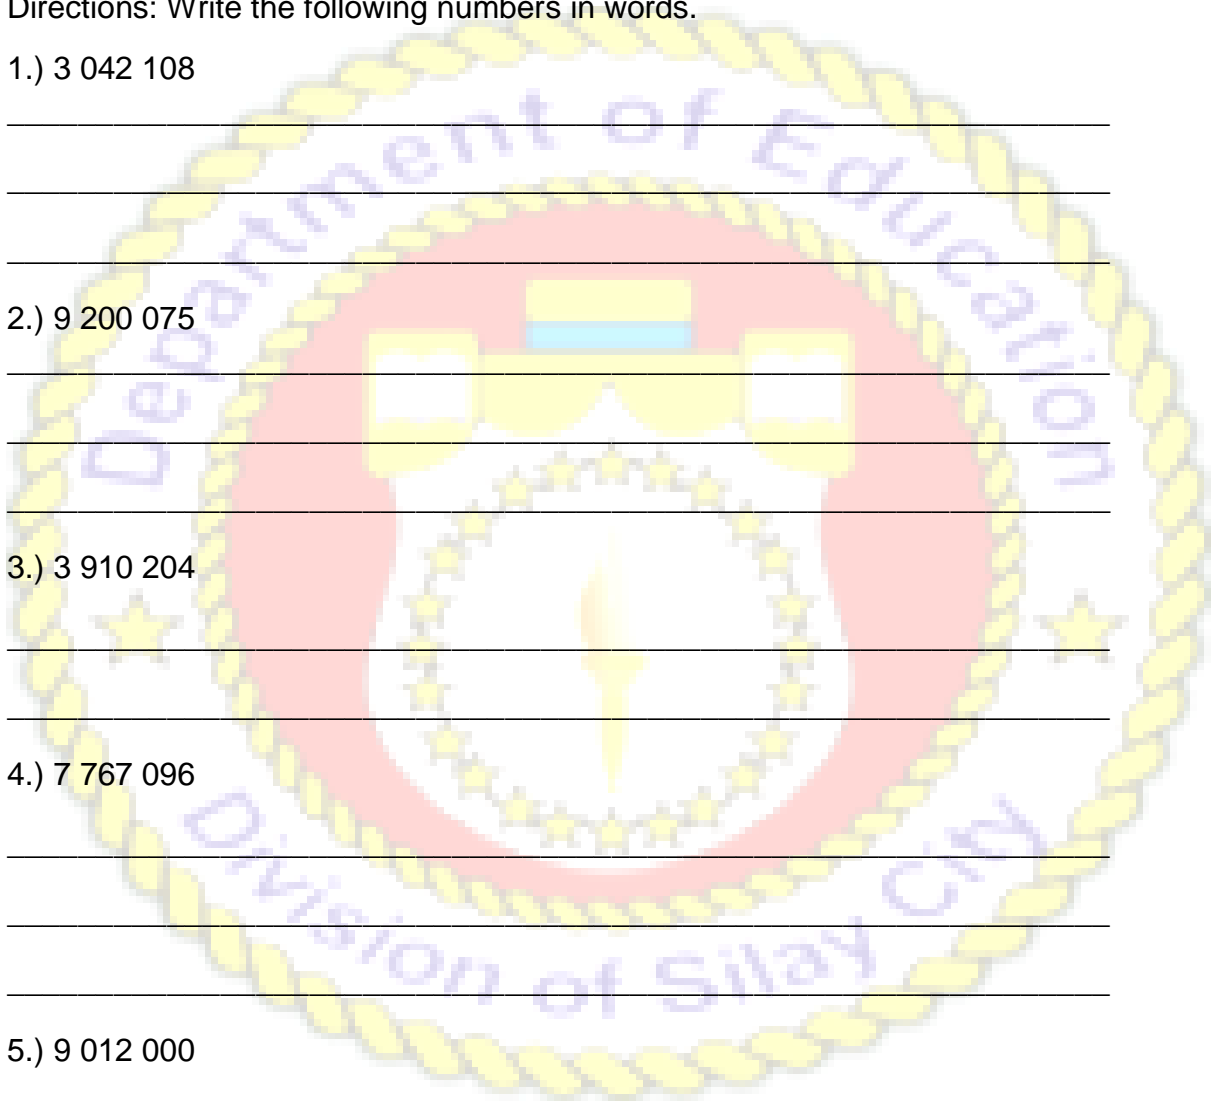 Directions: Write the following numbers in words.
1.) 3 042 108
2.) 9 200 075
3.) 3 910 204
4.) 7 767 096
5.) 9 012 000
Department of Education
Division of Silay City